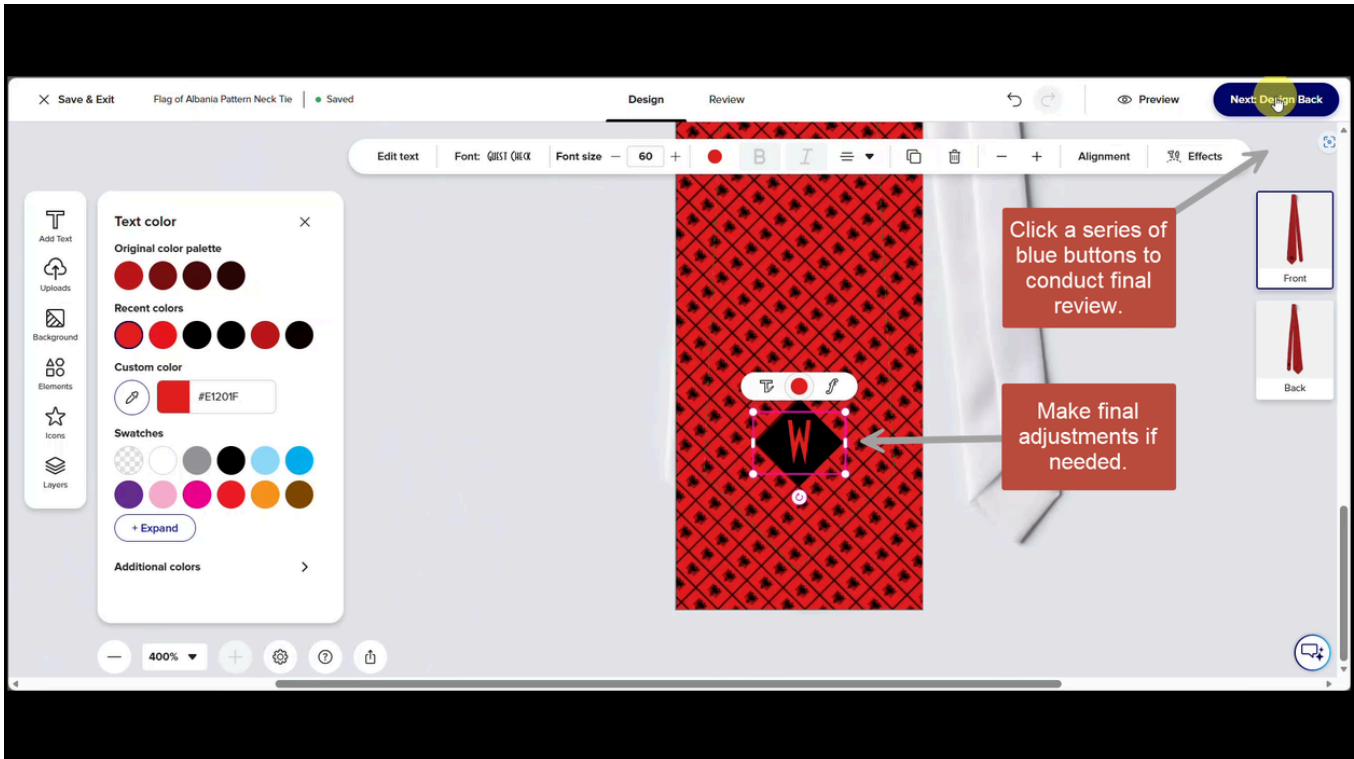 Save & Exit
Flag of Albania Pattern Neck Tie
Saved
Design
Review
Preview
Next: Design Back
Edit text
Font: GUEST CHECK
Font size
60
B
I
Alignment
Effects
Add Text
Uploads
Background
Elements
Icons
Layers
Text color
Original color palette
Recent colors
Custom color
#E1201F
Swatches
+ Expand
Additional colors
Click a series of
blue buttons to
conduct final
review.
W
Make final
adjustments if
needed.
Front
Back
400%